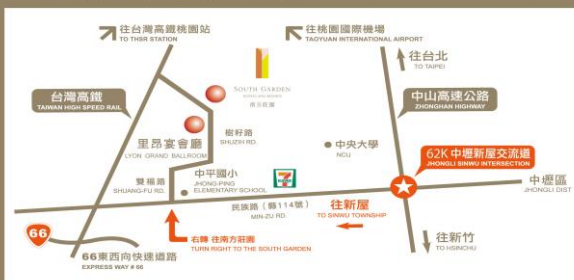 往台灣高鐵桃園站
TO THSR STATION
往桃園國際機場
TAOYUAN INTERNATIONAL AIRPORT
往台北
TO TAIPEI
SOUTH GARDEN
南方莊園
台灣高鐵
TAIWAN HIGH SPEED RAIL
中山高速公路
ZHONGHAN HIGHWAY
里昂宴會廳
LYON GRAND BALLROOM
樹籽路
SHUZIH RD.
中央大學
NCU
62K 中壢新屋交流道
JHONGLI SINWU INTERSECTION
雙福路
SHUANG-FU RD.
中平國小
JHONG-PING
ELEMENTARY SCHOOL
7-ELEVEN
中壢區
JHONGLI DIST
民族路（縣114號）
MIN-ZU RD.
往新屋
TO SINWU TOWNSHIP
66
右轉 往南方莊園
TURN RIGHT TO THE SOUTH GARDEN
往新竹
TO HSINCHU
66東西向快速道路
EXPRESS WAY # 66